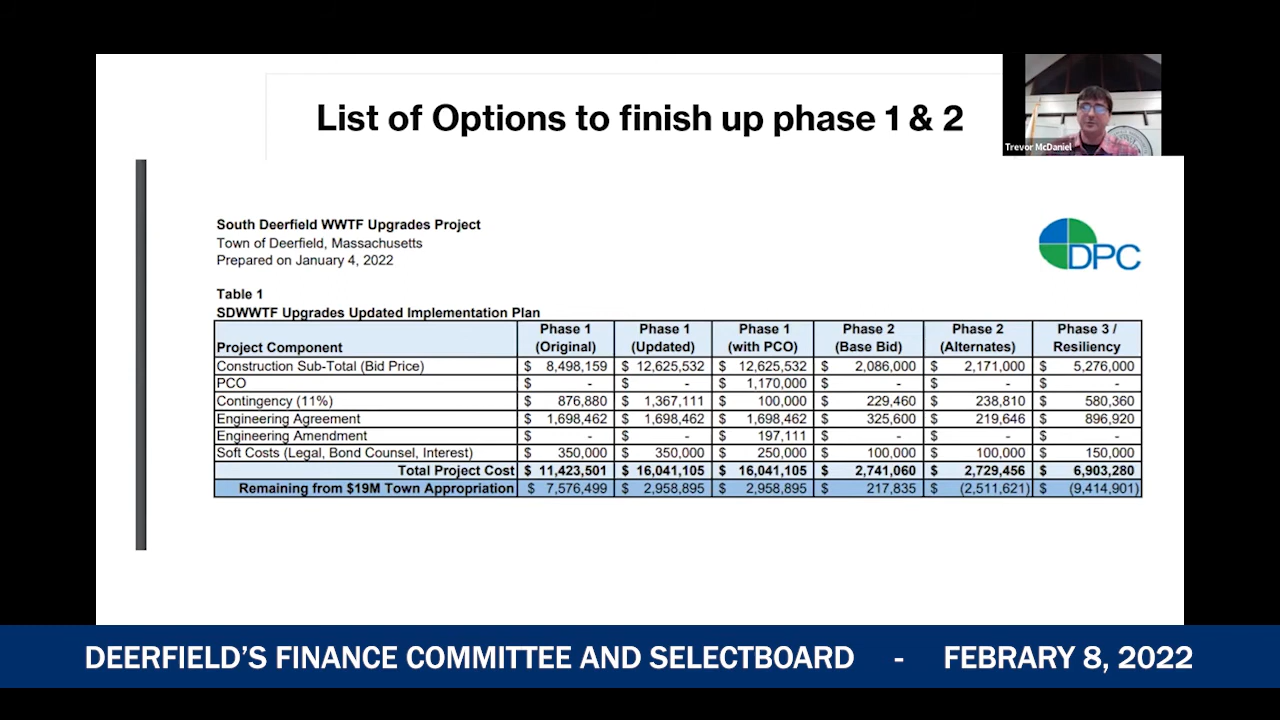 List of Options to finish up phase 1 & 2
Trevor McDaniel
South Deerfield WWTF Upgrades Project
Town of Deerfield, Massachusetts
Prepared on January 4, 2022
DPC
Table 1
SDWWTF Upgrades Updated Implementation Plan
Project Component Phase 1 (Original) Phase 1 (Updated) Phase 1 (with PCO) Phase 2 (Base Bid) Phase 2 (Alternates) Phase 3 / Resiliency
Construction Sub-Total (Bid Price) $ 8,498,159 $ 12,625,532 $ 12,625,532 $ 2,086,000 $ 2,171,000 $ 5,276,000
PCO $ - $ - $ 1,170,000 $ - $ - $ -
Contingency (11%) $ 876,880 $ 1,367,111 $ 100,000 $ 229,460 $ 238,810 $ 580,360
Engineering Agreement $ 1,698,462 $ 1,698,462 $ 1,698,462 $ 325,600 $ 219,646 $ 896,920
Engineering Amendment $ - $ - $ 197,111 $ - $ - $ -
Soft Costs (Legal, Bond Counsel, Interest) $ 350,000 $ 350,000 $ 250,000 $ 100,000 $ 100,000 $ 150,000
Total Project Cost $ 11,423,501 $ 16,041,105 $ 16,041,105 $ 2,741,060 $ 2,729,456 $ 6,903,280
Remaining from $19M Town Appropriation $ 7,576,499 $ 2,958,895 $ 2,958,895 $ 217,835 $ (2,511,621) $ (9,414,901)
DEERFIELD'S FINANCE COMMITTEE AND SELECTBOARD - FEBRARY 8, 2022